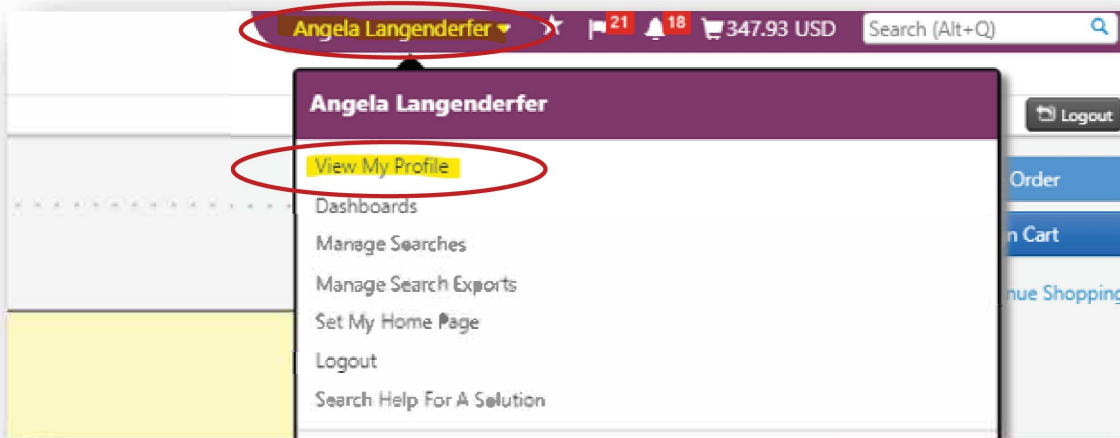 Angela Langenderfer 21 18 347.93 USD Search (Alt+Q)
Angela Langenderfer
Logout
View My Profile
Order
Dashboards
n Cart
Manage Searches
Manage Search Exports
nue Shopping
Set My Home Page
Logout
Search Help For A Solution